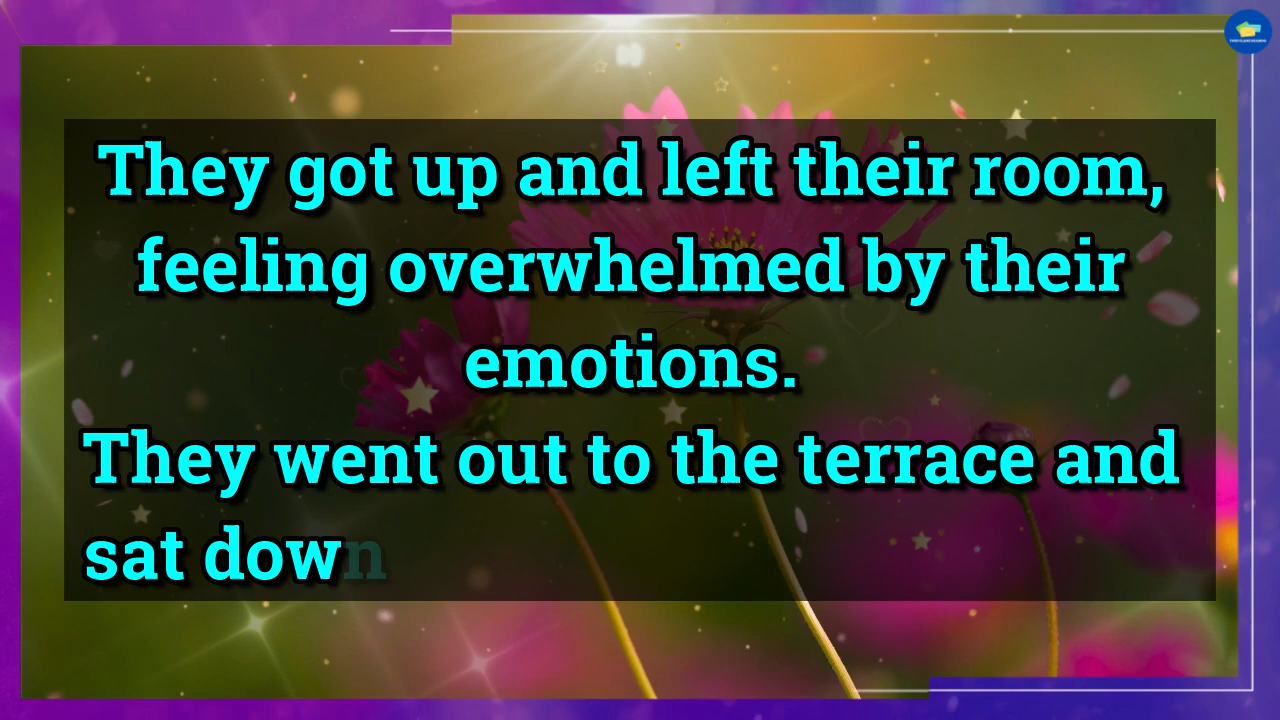 They got up and left their room,
feeling overwhelmed by their
emotions.
They went out to the terrace and
sat down